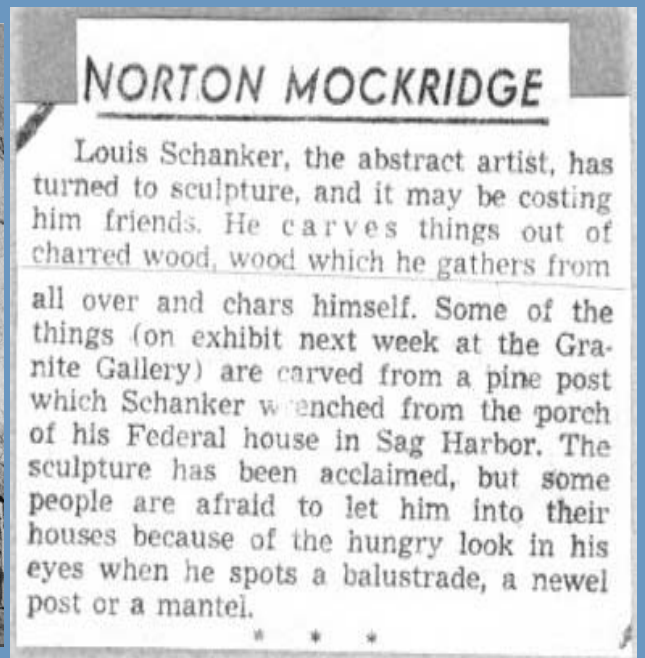 NORTON MOCKRIDGE
Louis Schanker, the abstract artist, has
turned to sculpture, and it may be costing
him friends. He carves things out of
charred wood, wood which he gathers from
all over and chars himself. Some of the
things (on exhibit next week at the Gra-
nite Gallery) are carved from a pine post
which Schanker wrenched from the porch
of his Federal house in Sag Harbor. The
sculpture has been acclaimed, but some
people are afraid to let him into their
houses because of the hungry look in his
eyes when he spots a balustrade, a newel
post or a mantel.
* * *